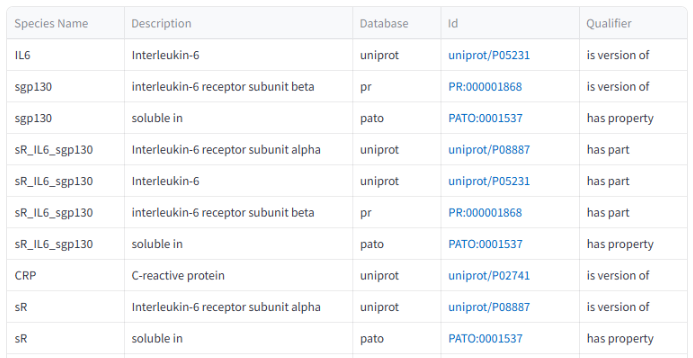 Species Name Description Database Id Qualifier
IL6 Interleukin-6 uniprot uniprot/P05231 is version of
sgp130 interleukin-6 receptor subunit beta pr PR:000001868 is version of
sgp130 soluble in pato PATO:0001537 has property
sR_IL6_sgp130 Interleukin-6 receptor subunit alpha uniprot uniprot/P08887 has part
sR_IL6_sgp130 Interleukin-6 uniprot uniprot/P05231 has part
sR_IL6_sgp130 interleukin-6 receptor subunit beta pr PR:000001868 has part
sR_IL6_sgp130 soluble in pato PATO:0001537 has property
CRP C-reactive protein uniprot uniprot/P02741 is version of
sR Interleukin-6 receptor subunit alpha uniprot uniprot/P08887 is version of
sR soluble in pato PATO:0001537 has property